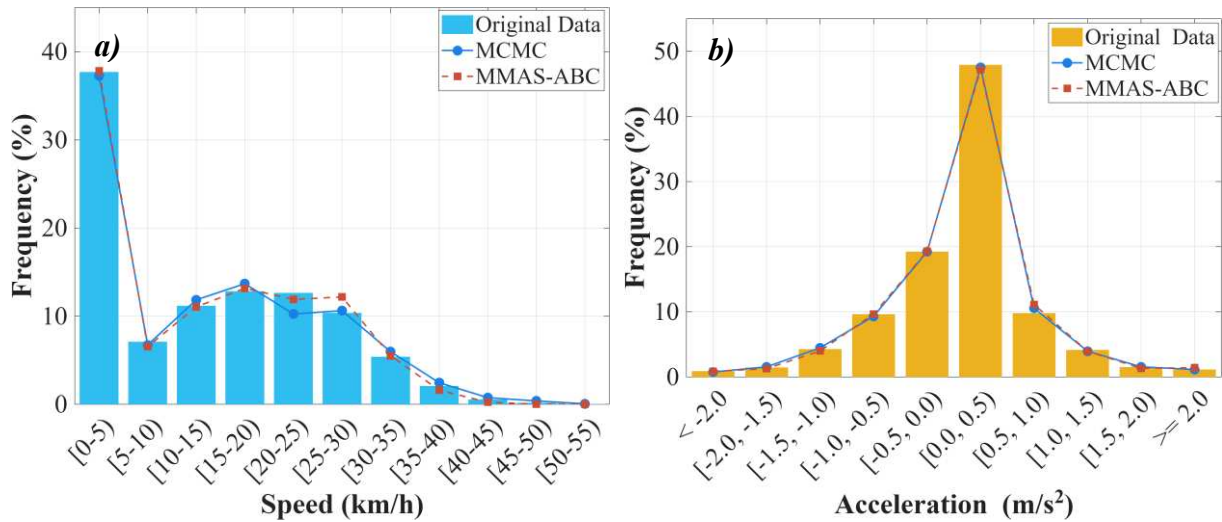 a)
Original Data
MCMC
MMAS-ABC
Frequency (%)
40
30
20
10
0
[0-5)
[5-10)
[10-15)
[15-20)
[20-25)
[25-30)
[30-35)
[35-40)
[40-45)
[45-50)
[50-55)
Speed (km/h)
b)
Original Data
MCMC
MMAS-ABC
Frequency (%)
50
40
30
20
10
0
< -2.0
[-2.0, -1.5)
[-1.5, -1.0)
[-1.0, -0.5)
[-0.5, 0.0)
[0.0, 0.5)
[0.5, 1.0)
[1.0, 1.5)
[1.5, 2.0)
>= 2.0
Acceleration (m/s²)